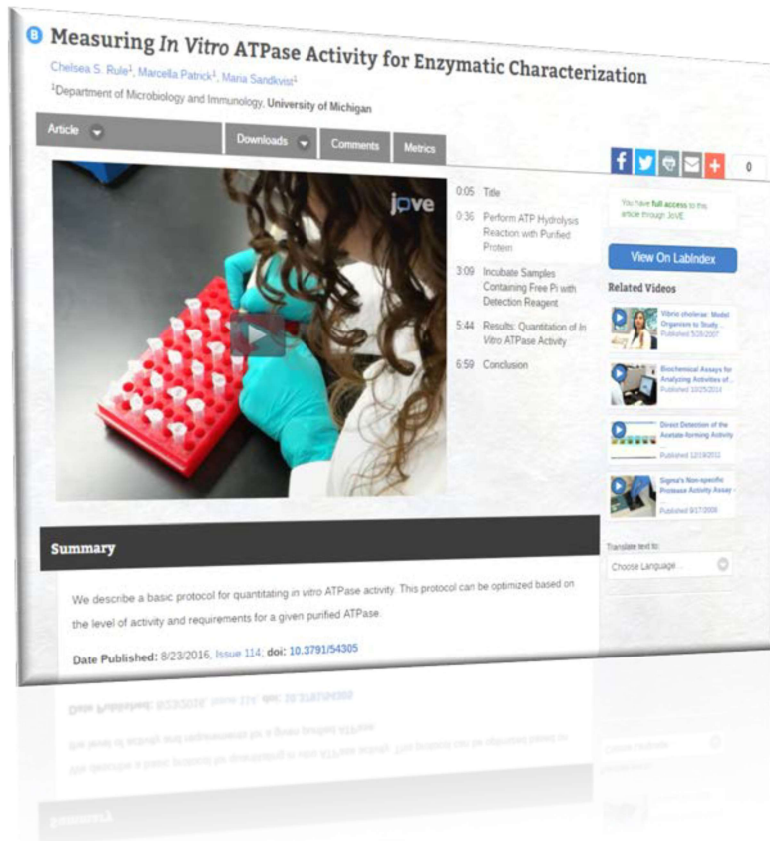 B Measuring In Vitro ATPase Activity for Enzymatic Characterization
Chelsea S. Rule1, Marcella Patrick1, Maria Sandkvist1
1Department of Microbiology and Immunology, University of Michigan
Article
Downloads
Comments
Metrics
0
jove
0:05 Title
0:36 Perform ATP Hydrolysis
Reaction with Purified
Protein
3:09 Incubate Samples
Containing Free Pi with
Detection Reagent
5:44 Results: Quantitation of In
Vitro ATPase Activity
6:59 Conclusion
You have full access to this
article through JoVE.
View On LabIndex
Related Videos
Vibrio cholerae: Model
Organism to Study ...
Published 5/28/2007
Biochemical Assays for
Analyzing Activities of...
Published 10/25/2014
Direct Detection of the
Acetate-forming Activity
...
Published 12/19/2011
Sigma's Non-specific
Protease Activity Assay -
...
Published 9/17/2008
Translate text to:
Choose Language...
Summary
We describe a basic protocol for quantitating in vitro ATPase activity. This protocol can be optimized based on
the level of activity and requirements for a given purified ATPase.
Date Published: 8/23/2016, Issue 114; doi: 10.3791/54305